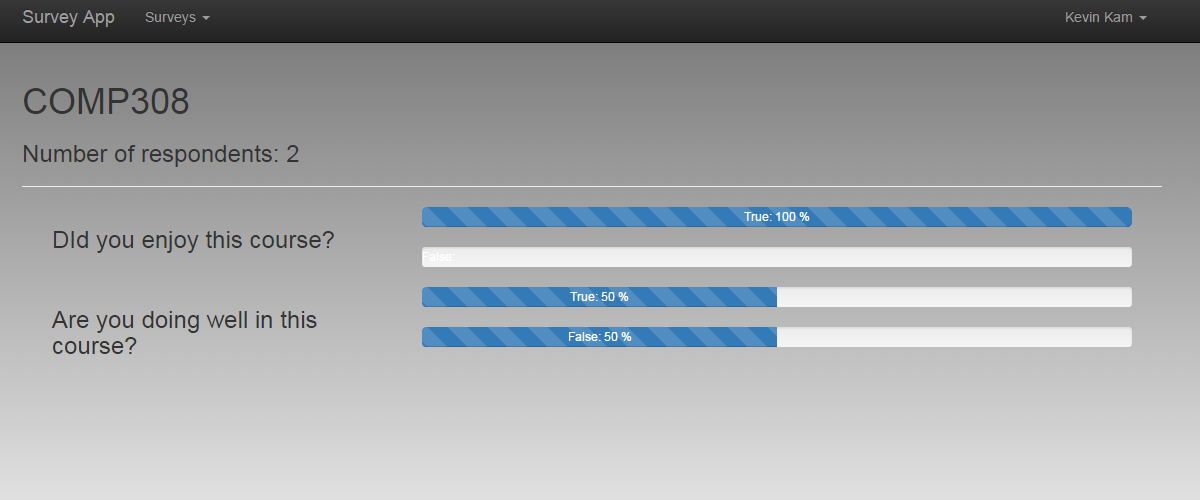 Survey App Surveys Kevin Kam
COMP308
Number of respondents: 2
True: 100 %
DId you enjoy this course?
False:
True: 50 %
Are you doing well in this
course?
False: 50 %